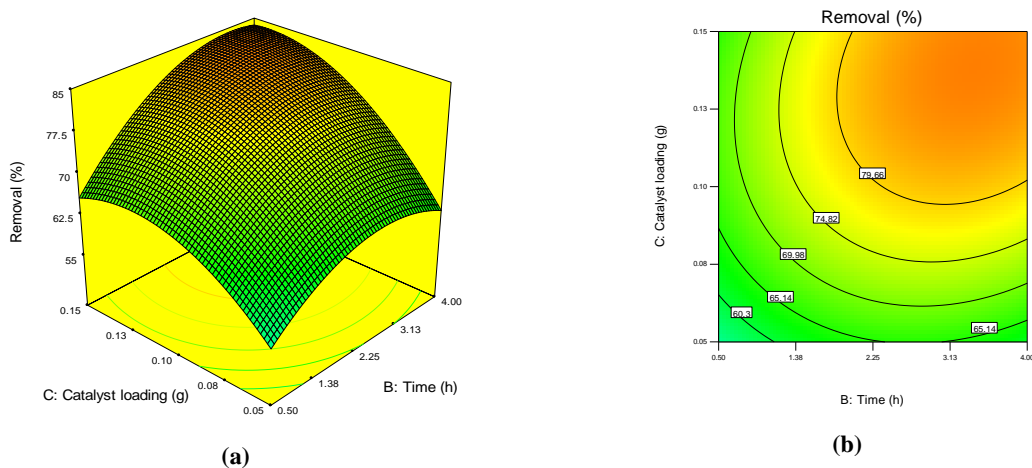 85
77.5
70
62.5
55
Removal (%)
0.15
0.13
0.10
0.08
0.05
C: Catalyst loading (g)
4.00
3.13
2.25
1.38
0.50
B: Time (h)
(a)
Removal (%)
0.15
0.13
0.10
0.08
0.05
C: Catalyst loading (g)
79.66
74.82
69.98
65.14
60.3
65.14
0.50 1.38 2.25 3.13 4.00
B: Time (h)
(b)